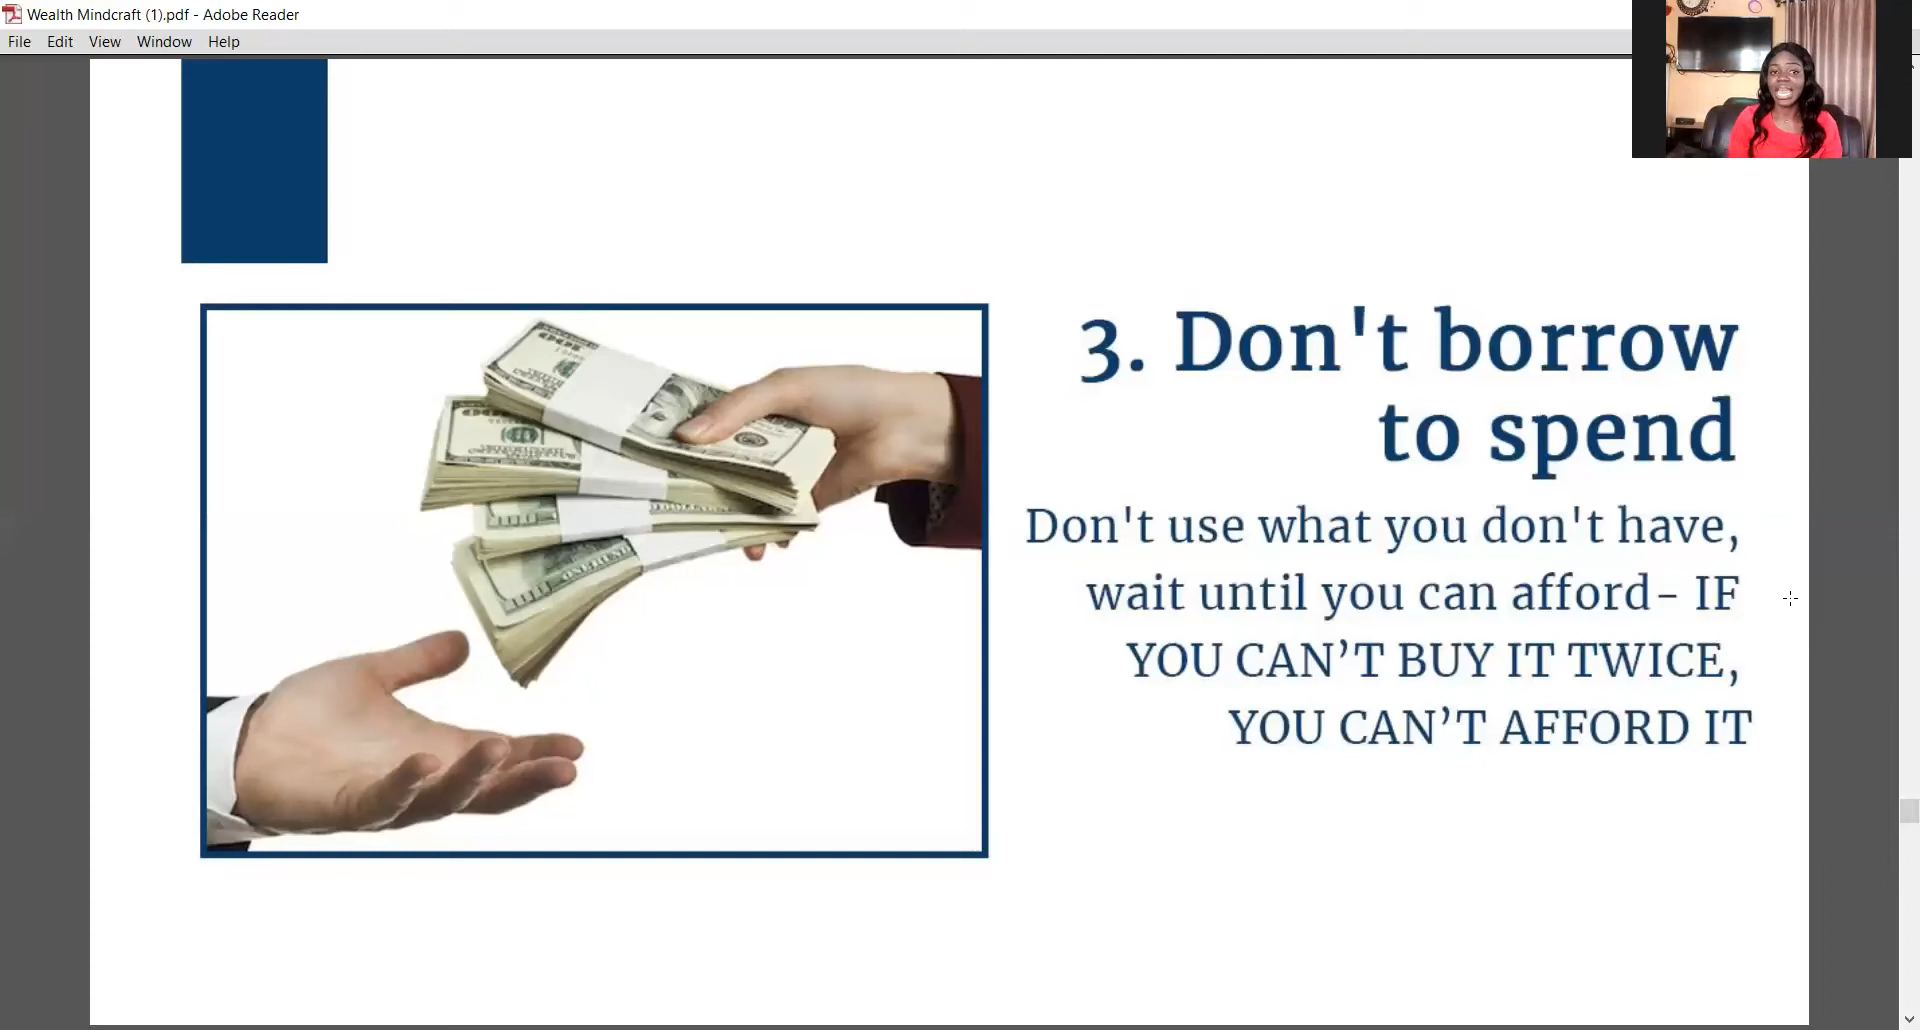 Wealth Mindcraft (1).pdf - Adobe Reader
File Edit View Window Help
3. Don't borrow
to spend
Don't use what you don't have,
wait until you can afford- IF
YOU CAN’T BUY IT TWICE,
YOU CAN’T AFFORD IT